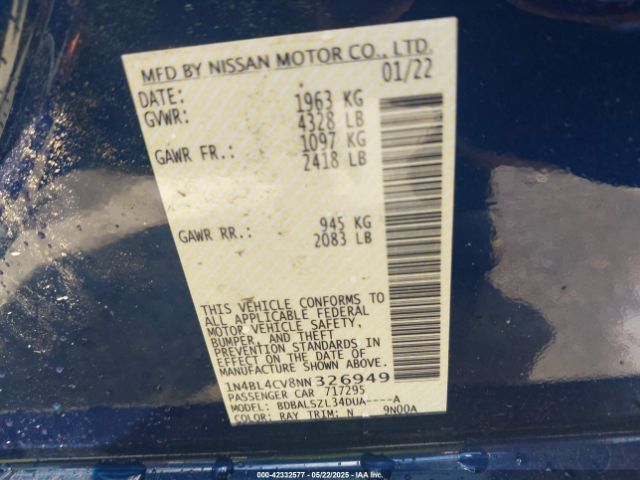 MFD BY NISSAN MOTOR CO., LTD.
DATE: 01/22
GVWR: 1963 KG
4328 LB
GAWR FR.: 1097 KG
2418 LB
GAWR RR.: 945 KG
2083 LB
THIS VEHICLE CONFORMS TO
ALL APPLICABLE FEDERAL
MOTOR VEHICLE SAFETY,
BUMPER, AND THEFT
PREVENTION STANDARDS IN
EFFECT ON THE DATE OF
MANUFACTURE SHOWN ABOVE.
1N4BL4CV8NN326949
PASSENGER CAR 717295
MODEL: BDBALSZL34DUA----A
COLOR: RAY TRIM: N 9N00A
000-42332577 - 05/22/2025 - IAAI.COM